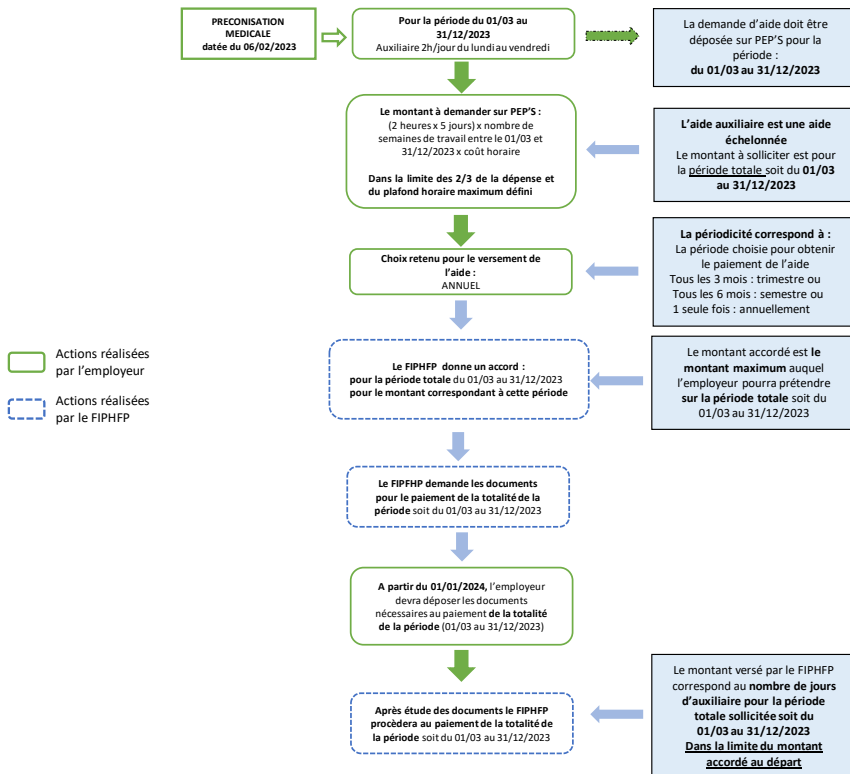 PRECONISATION
MEDICALE
datée du 06/02/2023
Pour la période du 01/03 au
31/12/2023
Auxiliaire 2h/jour du lundi au vendredi
La demande d'aide doit être
déposée sur PEP'S pour la
période :
du 01/03 au 31/12/2023
Le montant à demander sur PEP'S :
(2 heures x 5 jours) x nombre de
semaines de travail entre le 01/03 et
31/12/2023 x coût horaire
Dans la limite des 2/3 de la dépense et
du plafond horaire maximum défini
L'aide auxiliaire est une aide
échelonnée
Le montant à solliciter est pour
la période totale soit du 01/03
au 31/12/2023
Choix retenu pour le versement de
l'aide :
ANNUEL
La périodicité correspond à :
La période choisie pour obtenir
le paiement de l'aide
Tous les 3 mois : trimestre ou
Tous les 6 mois : semestre ou
1 seule fois : annuellement
Actions réalisées
par l'employeur
Actions réalisées
par le FIPHFP
Le FIPHFP donne un accord :
pour la période totale du 01/03 au 31/12/2023
pour le montant correspondant à cette période
Le montant accordé est le
montant maximum auquel
l'employeur pourra prétendre
sur la période totale soit du
01/03 au 31/12/2023
Le FIPFHP demande les documents
pour le paiement de la totalité de la
période soit du 01/03 au 31/12/2023
A partir du 01/01/2024, l'employeur
devra déposer les documents
nécessaires au paiement de la totalité
de la période (01/03 au 31/12/2023)
Après étude des documents le FIPHFP
procèdera au paiement de la totalité de
la période soit du 01/03 au 31/12/2023
Le montant versé par le FIPHFP
correspond au nombre de jours
d'auxiliaire pour la période
totale sollicitée soit du
01/03 au 31/12/2023
Dans la limite du montant
accordé au départ